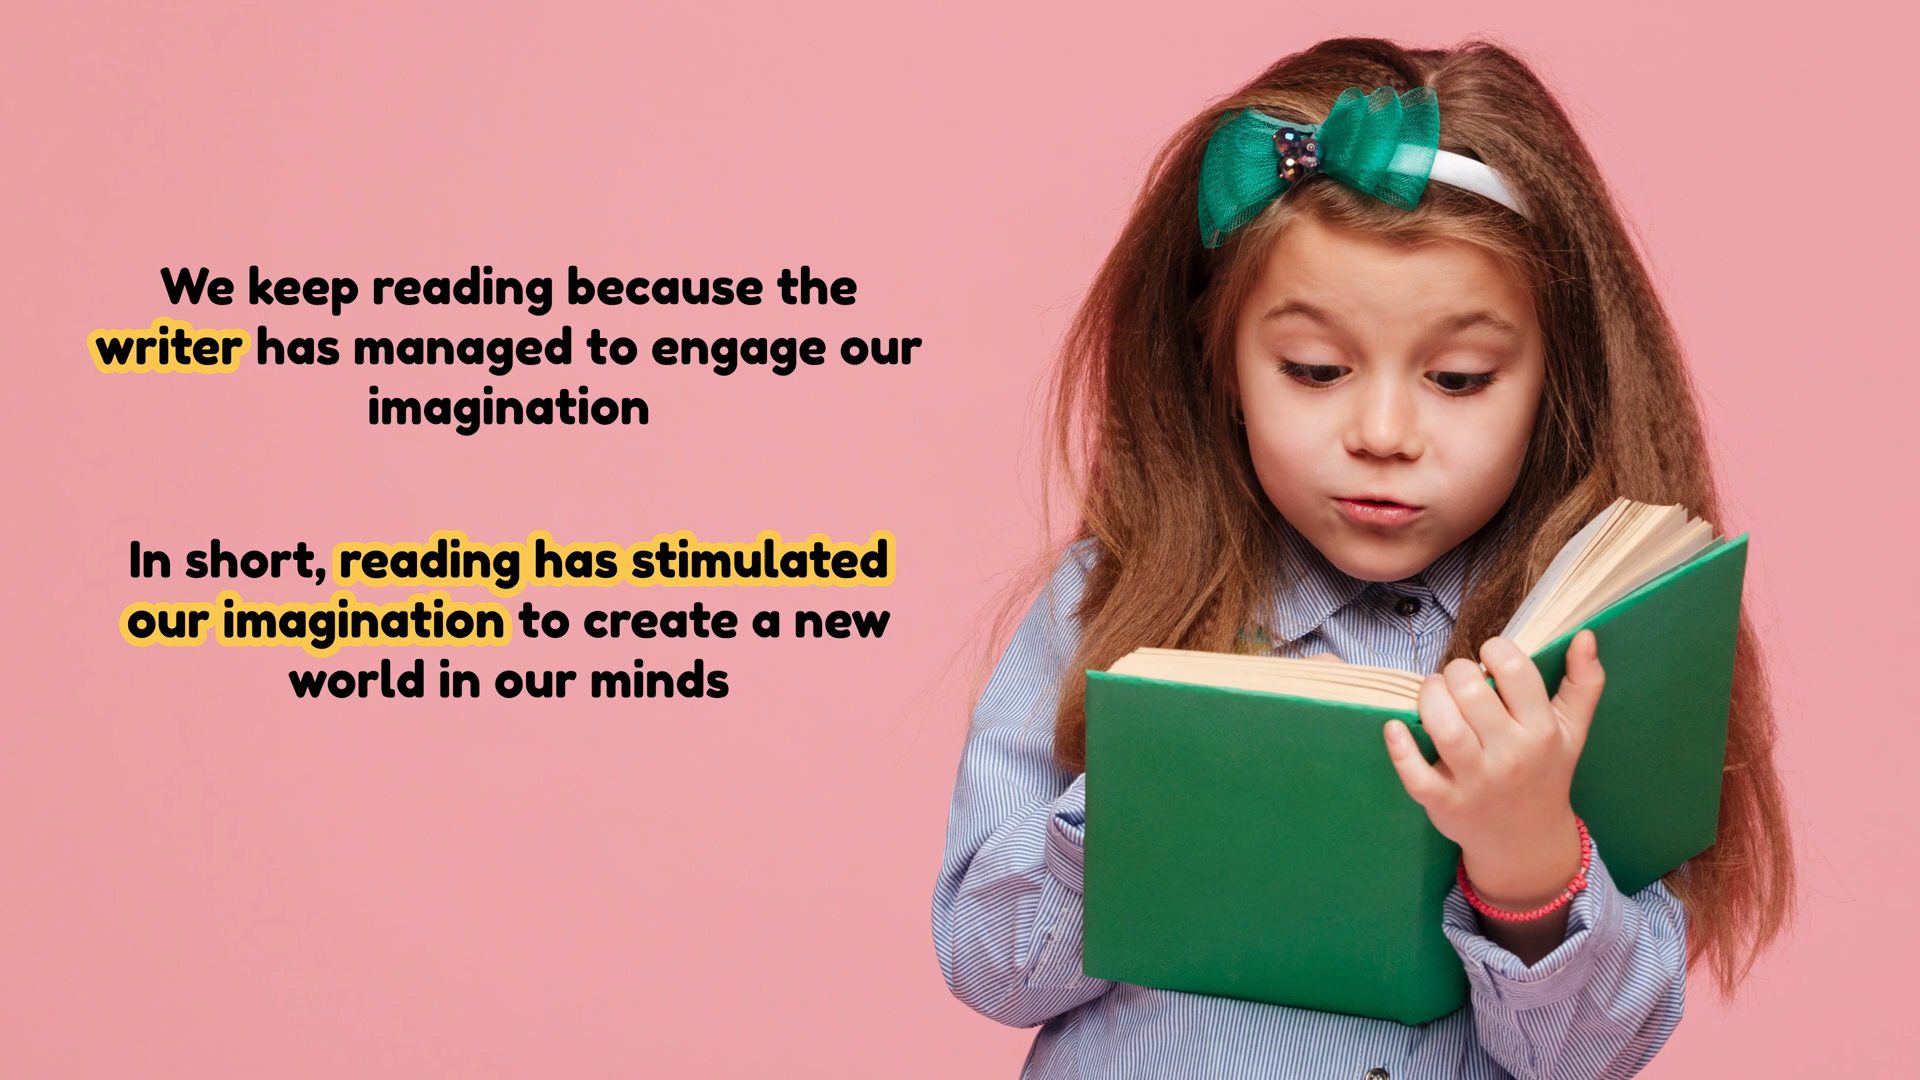 We keep reading because the
writer has managed to engage our
imagination
In short, reading has stimulated
our imagination to create a new
world in our minds